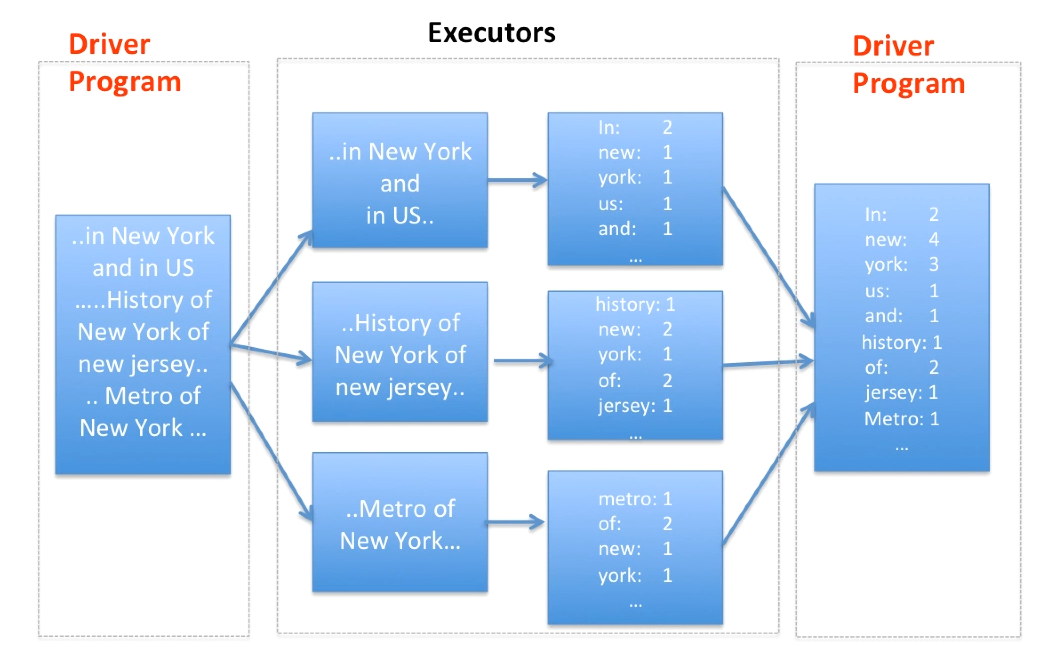 Executors
Driver
Program
..in New York
and in US
.....History of
New York of
new jersey..
.. Metro of
New York ...
..in New York
and
in US..
In: 2
new: 1
york: 1
us: 1
and: 1
...
..History of
New York of
new jersey..
history: 1
new: 2
york: 1
of: 2
jersey: 1
...
..Metro of
New York...
metro: 1
of: 2
new: 1
york: 1
...
Driver
Program
In: 2
new: 4
york: 3
us: 1
and: 1
history: 1
of: 2
jersey: 1
Metro: 1
...